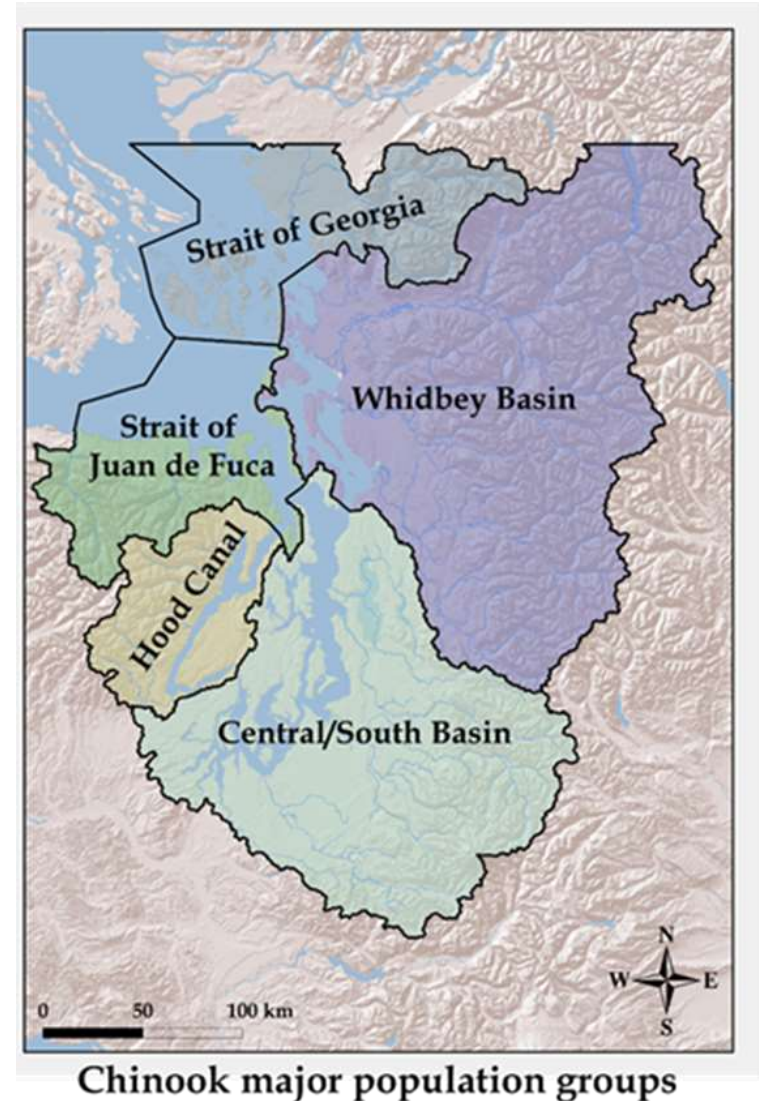 Strait of Georgia
Whidbey Basin
Strait of
Juan de Fuca
Hood Canal
Central/South Basin
N
W E
S
0 50 100 km
Chinook major population groups